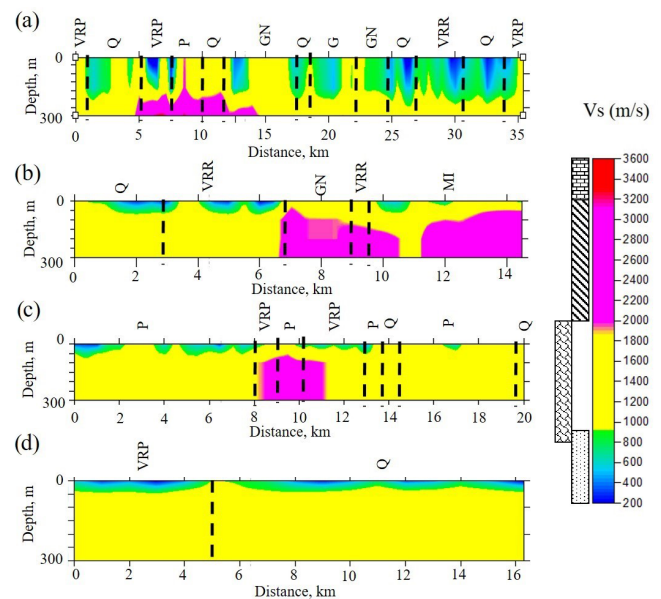 (a)
VRP Q VRP P Q GN Q G GN Q VRR Q VRP
Depth, m
0
300
0 5 10 15 20 25 30 35
Distance, km
(b)
Q VRR GN VRR MI
Depth, m
0
300
0 2 4 6 8 10 12 14
Distance, km
(c)
P VRP P VRP P Q P Q
Depth, m
0
300
0 2 4 6 8 10 12 14 16 18 20
Distance, km
(d)
VRP Q
Depth, m
0
300
0 2 4 6 8 10 12 14 16
Distance, km
Vs (m/s)
3600
3400
3200
3000
2800
2600
2400
2200
2000
1800
1600
1400
1200
1000
800
600
400
200